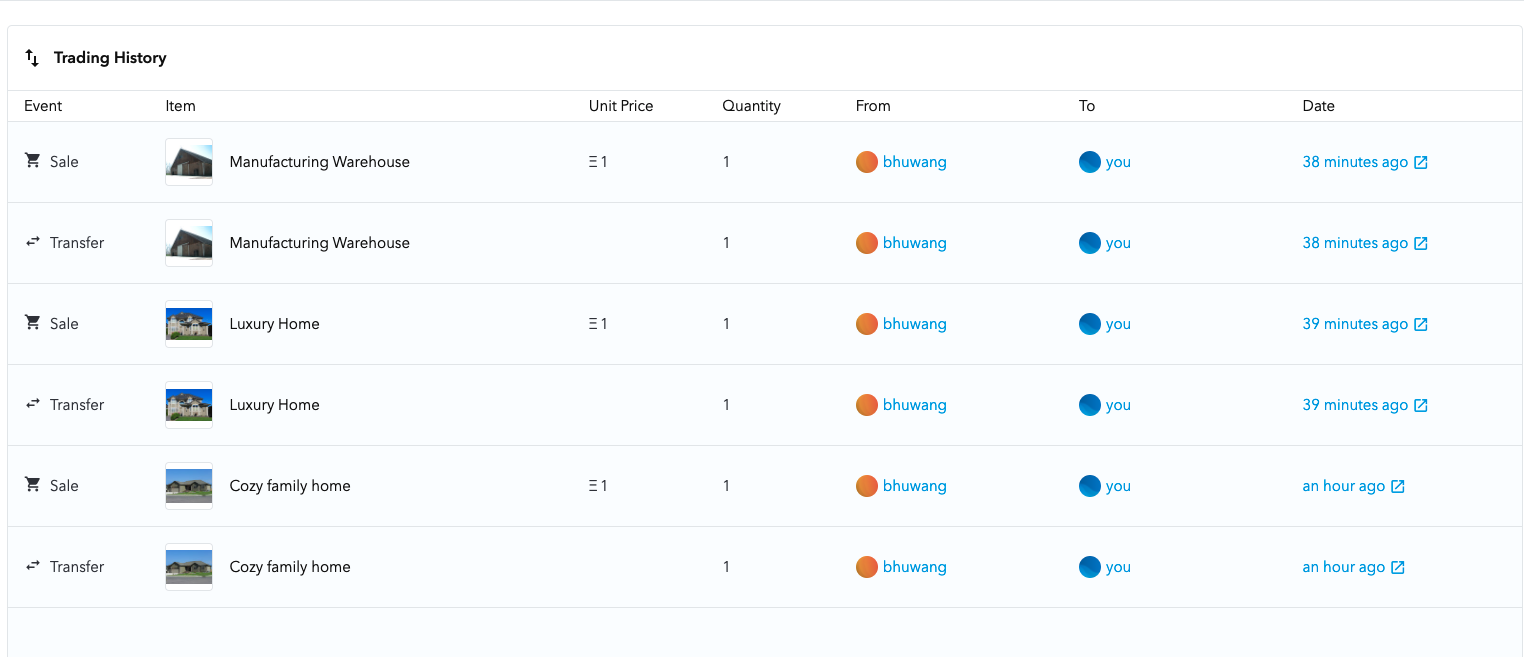 Trading History
Event Item Unit Price Quantity From To Date
Sale Manufacturing Warehouse Ξ 1 1 bhuwang you 38 minutes ago
Transfer Manufacturing Warehouse 1 bhuwang you 38 minutes ago
Sale Luxury Home Ξ 1 1 bhuwang you 39 minutes ago
Transfer Luxury Home 1 bhuwang you 39 minutes ago
Sale Cozy family home Ξ 1 1 bhuwang you an hour ago
Transfer Cozy family home 1 bhuwang you an hour ago